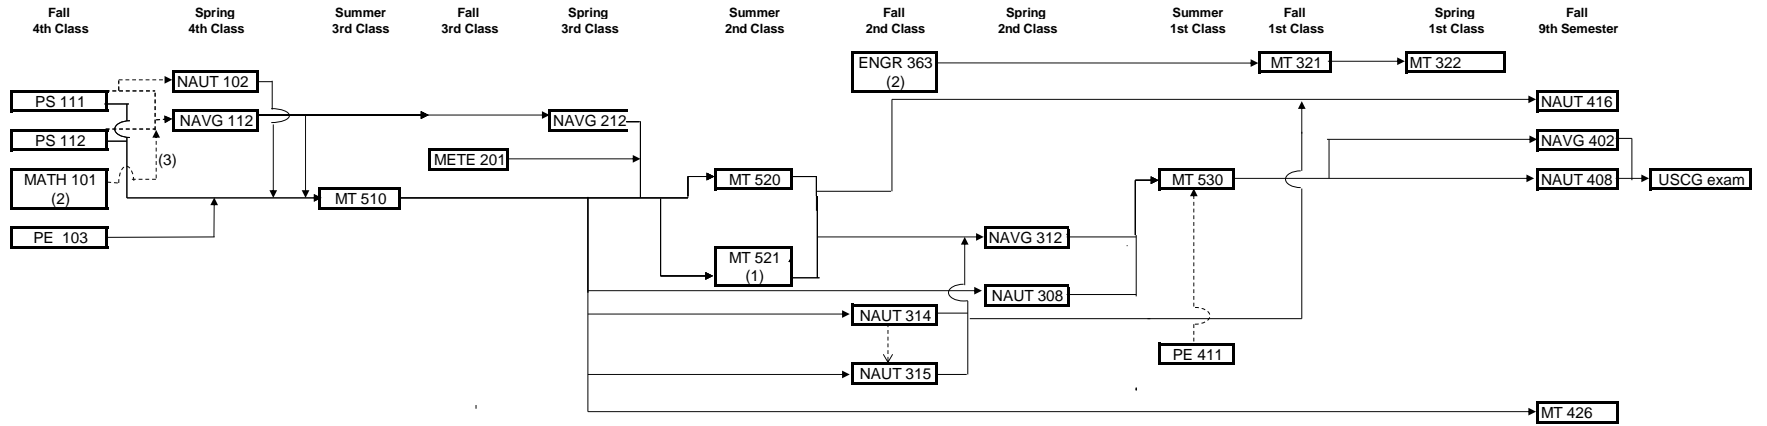 Fall
4th Class
Spring
4th Class
Summer
3rd Class
Fall
3rd Class
Spring
3rd Class
Summer
2nd Class
Fall
2nd Class
Spring
2nd Class
Summer
1st Class
Fall
1st Class
Spring
1st Class
Fall
9th Semester
ENGR 363
(2)
MT 321
MT 322
NAUT 102
PS 111
NAUT 416
NAVG 112
NAVG 212
PS 112
NAVG 402
(3)
METE 201
MATH 101
(2)
MT 520
MT 530
NAUT 408
USCG exam
MT 510
PE 103
NAVG 312
MT 521
(1)
NAUT 308
NAUT 314
PE 411
NAUT 315
MT 426